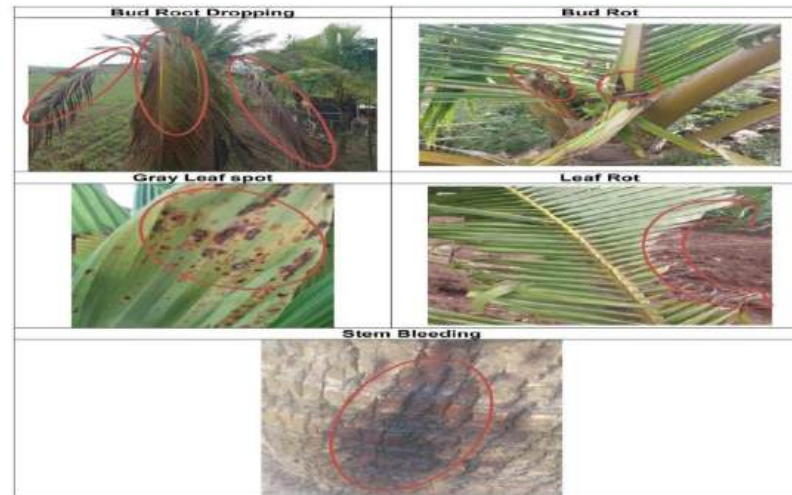 Bud Root Dropping
Bud Rot
Gray Leaf spot
Leaf Rot
Stem Bleeding